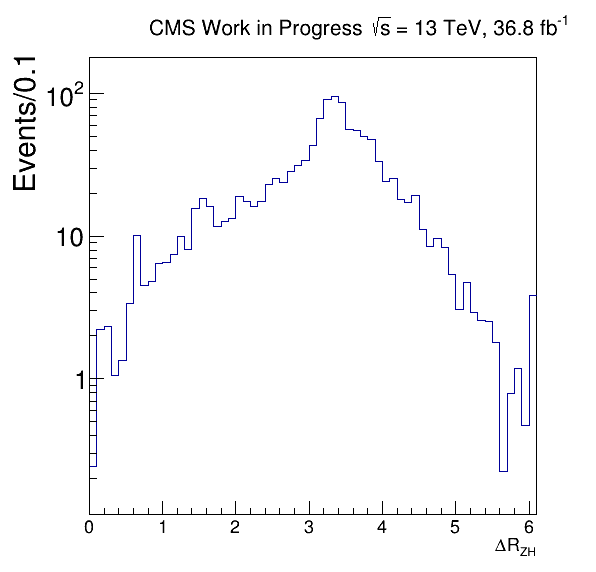 CMS Work in Progress √s = 13 TeV, 36.8 fb⁻¹
Events/0.1
10²
10
1
0 1 2 3 4 5 6
ΔR_ZH